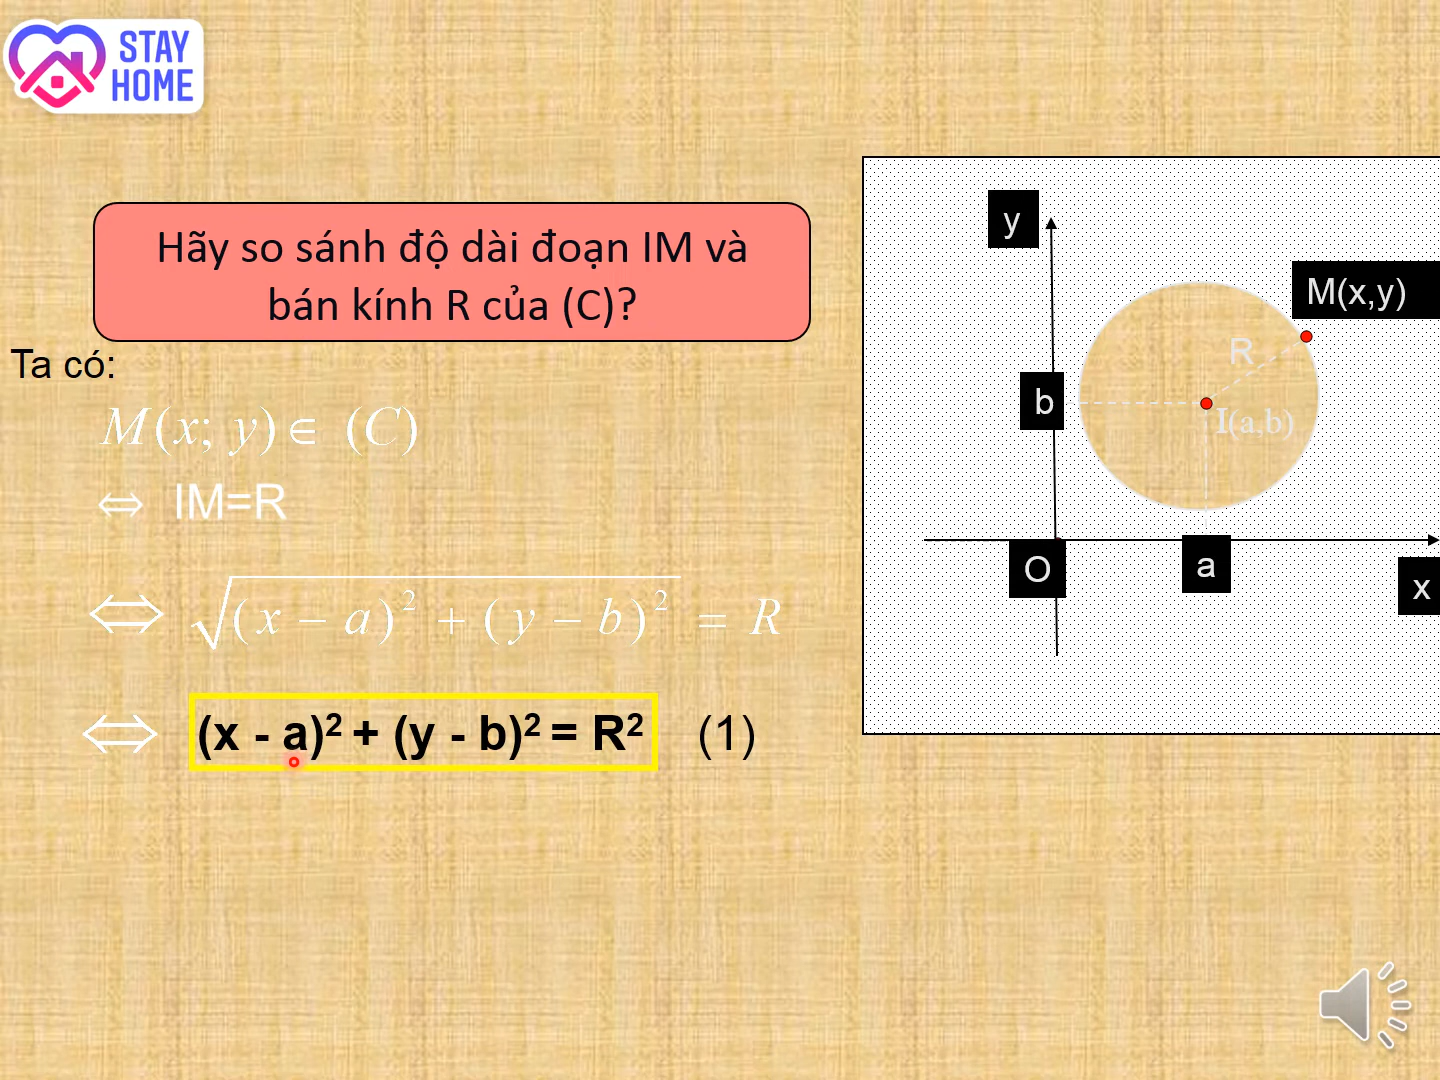 STAY
HOME
Hãy so sánh độ dài đoạn IM và
bán kính R của (C)?
Ta có:
M(x; y) ∈ (C)
⇔ IM=R
⇔ √((x − a)² + (y − b)²) = R
⇔ (x - a)² + (y - b)² = R² (1)
y
M(x,y)
R
b
I(a,b)
O
a
x